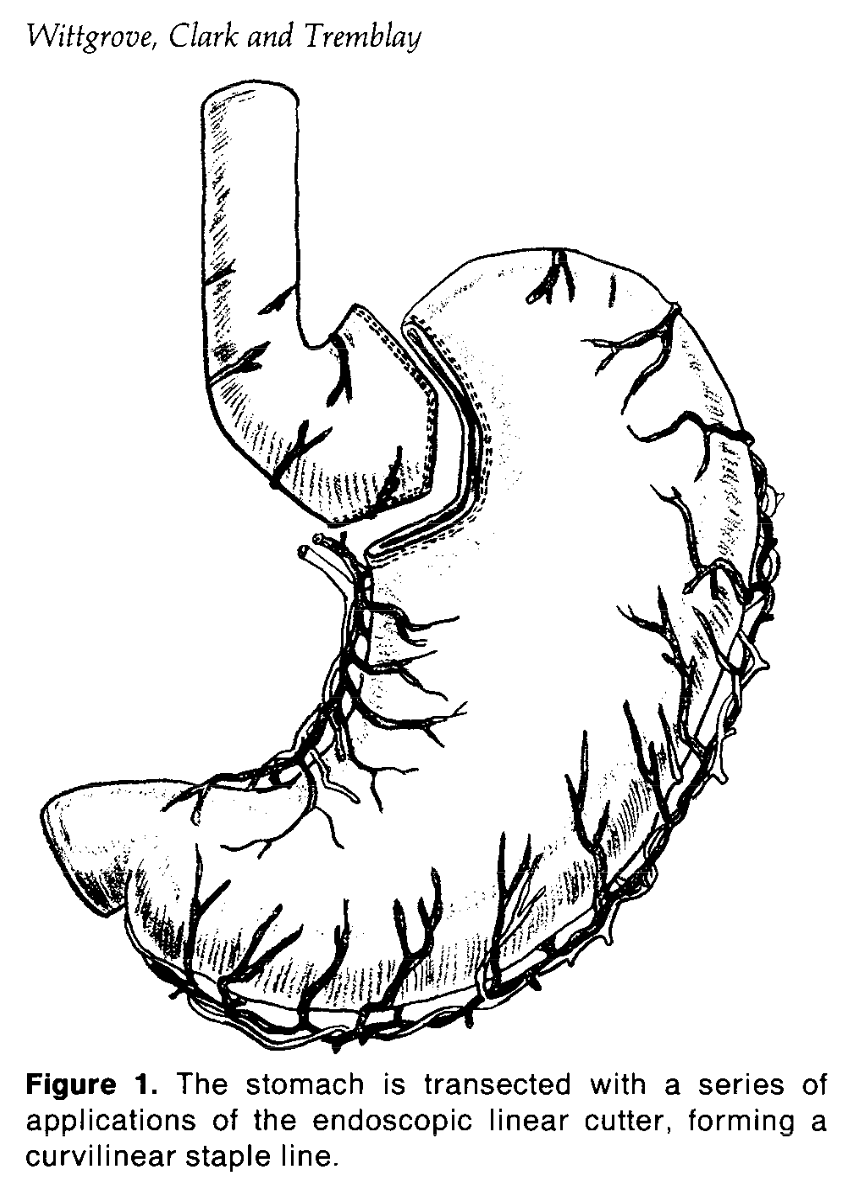 Wittgrove, Clark and Tremblay
Figure 1. The stomach is transected with a series of
applications of the endoscopic linear cutter, forming a
curvilinear staple line.